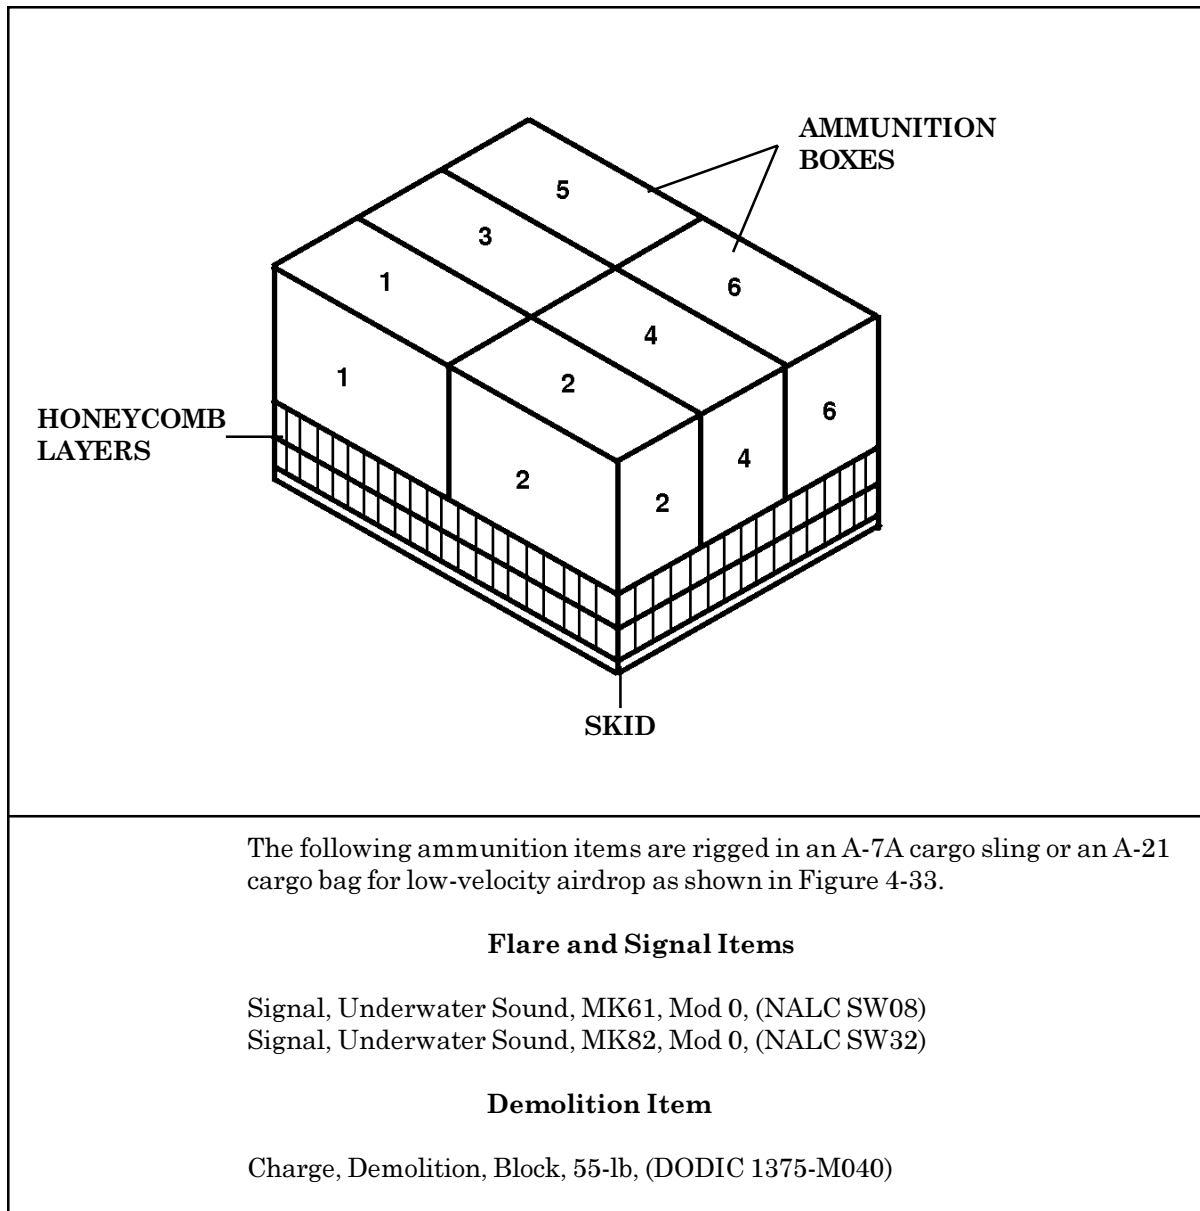 AMMUNITION
BOXES
5
3
6
1
4
2
1
6
HONEYCOMB
LAYERS
4
2
2
SKID
The following ammunition items are rigged in an A-7A cargo sling or an A-21
cargo bag for low-velocity airdrop as shown in Figure 4-33.
Flare and Signal Items
Signal, Underwater Sound, MK61, Mod 0, (NALC SW08)
Signal, Underwater Sound, MK82, Mod 0, (NALC SW32)
Demolition Item
Charge, Demolition, Block, 55-lb, (DODIC 1375-M040)